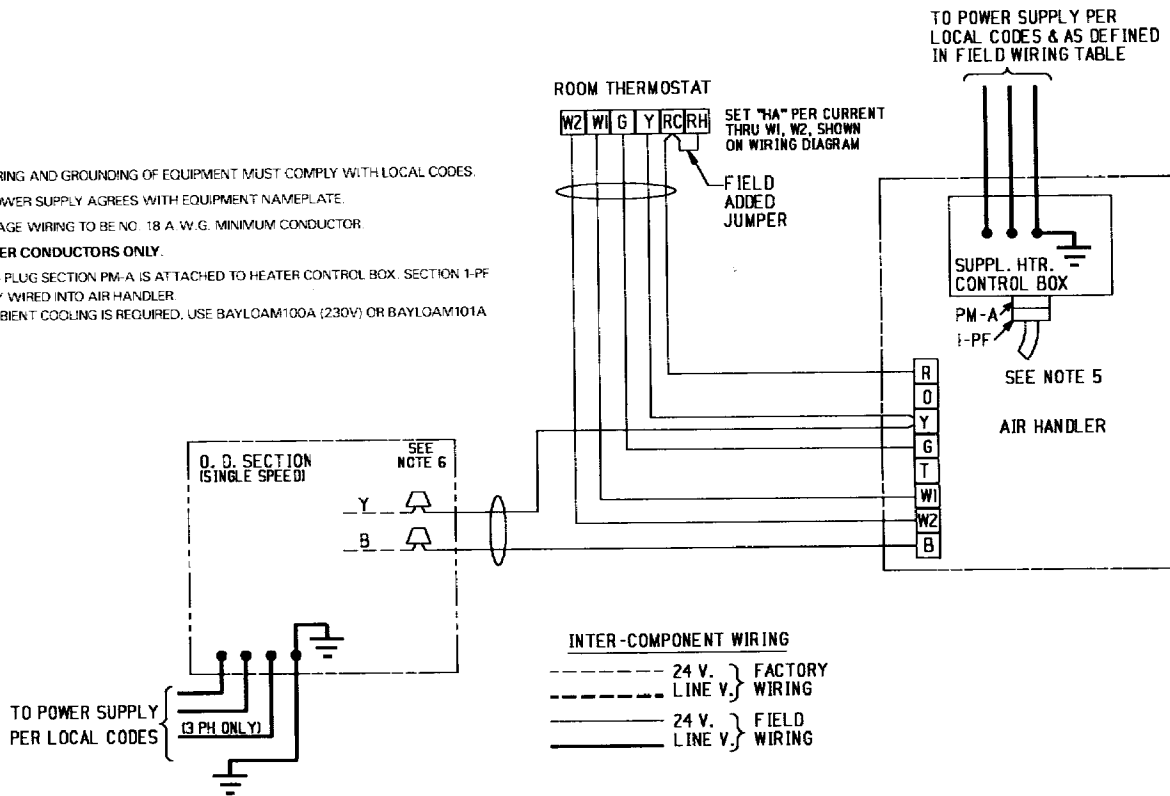 TO POWER SUPPLY PER
LOCAL CODES & AS DEFINED
IN FIELD WIRING TABLE
ROOM THERMOSTAT
W2 W1 G Y RC RH
SET "HA" PER CURRENT
THRU W1, W2, SHOWN
ON WIRING DIAGRAM
FIELD
ADDED
JUMPER
RING AND GROUNDING OF EQUIPMENT MUST COMPLY WITH LOCAL CODES.
OWER SUPPLY AGREES WITH EQUIPMENT NAMEPLATE.
AGE WIRING TO BE NO. 18 A.W.G. MINIMUM CONDUCTOR
ER CONDUCTORS ONLY.
PLUG SECTION PM-A IS ATTACHED TO HEATER CONTROL BOX. SECTION 1-PF
Y WIRED INTO AIR HANDLER.
BIENT COOLING IS REQUIRED, USE BAYLOAM100A (230V) OR BAYLOAM101A
SUPPL. HTR.
CONTROL BOX
PM-A
1-PF
SEE NOTE 5
AIR HANDLER
R
O
Y
G
T
W1
W2
B
O. D. SECTION
(SINGLE SPEED)
SEE
NOTE 6
Y
B
TO POWER SUPPLY
PER LOCAL CODES
(3 PH ONLY)
INTER-COMPONENT WIRING
24 V. FACTORY
LINE V. WIRING
24 V. FIELD
LINE V. WIRING